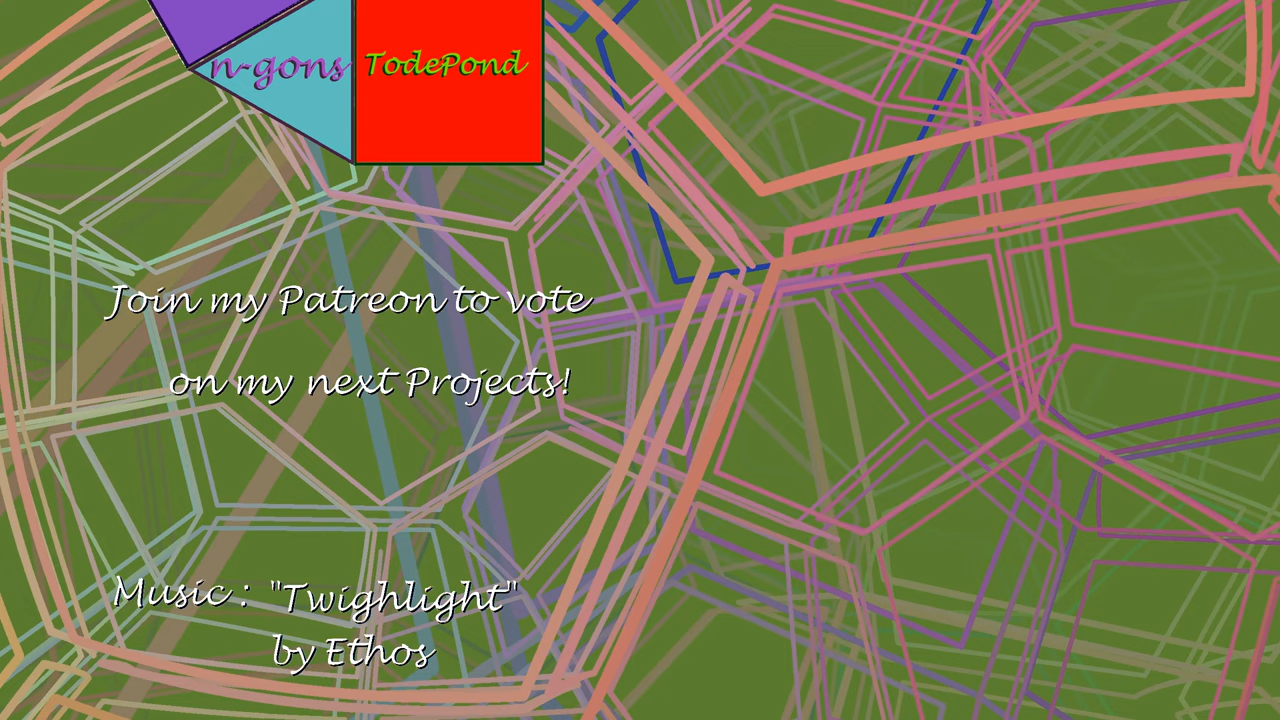 n-gons TodePond
Join my Patreon to vote
on my next Projects!
Music : "Twighlight"
by Ethos